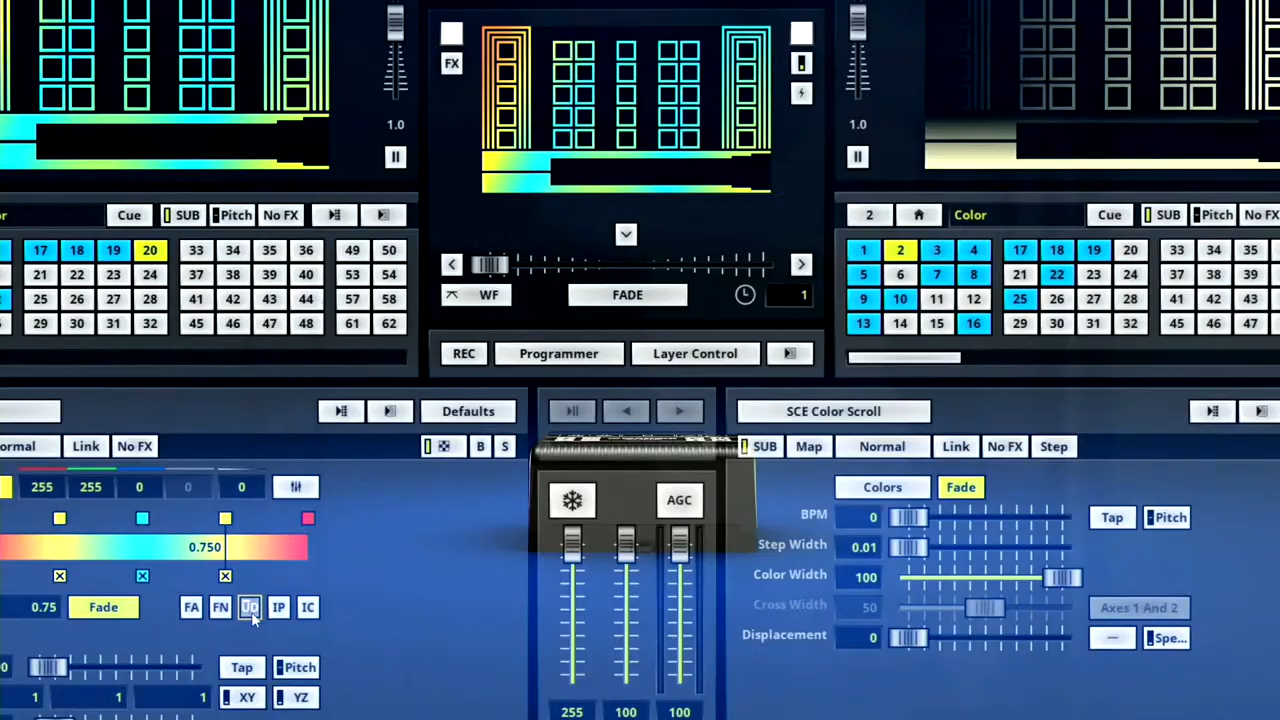 FX
1.0
1.0
or Cue SUB Pitch No FX
17 18 19 20 33 34 35 36 49 50
21 22 23 24 37 38 39 40 53 54
25 26 27 28 41 42 43 44 57 58
29 30 31 32 45 46 47 48 61 62
WF FADE 1
REC Programmer Layer Control
2 Color Cue SUB Pitch No FX
1 2 3 4 17 18 19 20 33 34 35
5 6 7 8 21 22 23 24 37 38 39
9 10 11 12 25 26 27 28 41 42 43
13 14 15 16 29 30 31 32 45 46 47
Defaults
ormal Link No FX B S
255 255 0 0 0
0.750
0.75 Fade FA FN UD IP IC
0 Tap Pitch
1 1 1 XY YZ
AGC
255 100 100
SCE Color Scroll
SUB Map Normal Link No FX Step
Colors Fade
BPM 0 Tap Pitch
Step Width 0.01
Color Width 100
Cross Width 50 Axes 1 And 2
Displacement 0 — Spe...